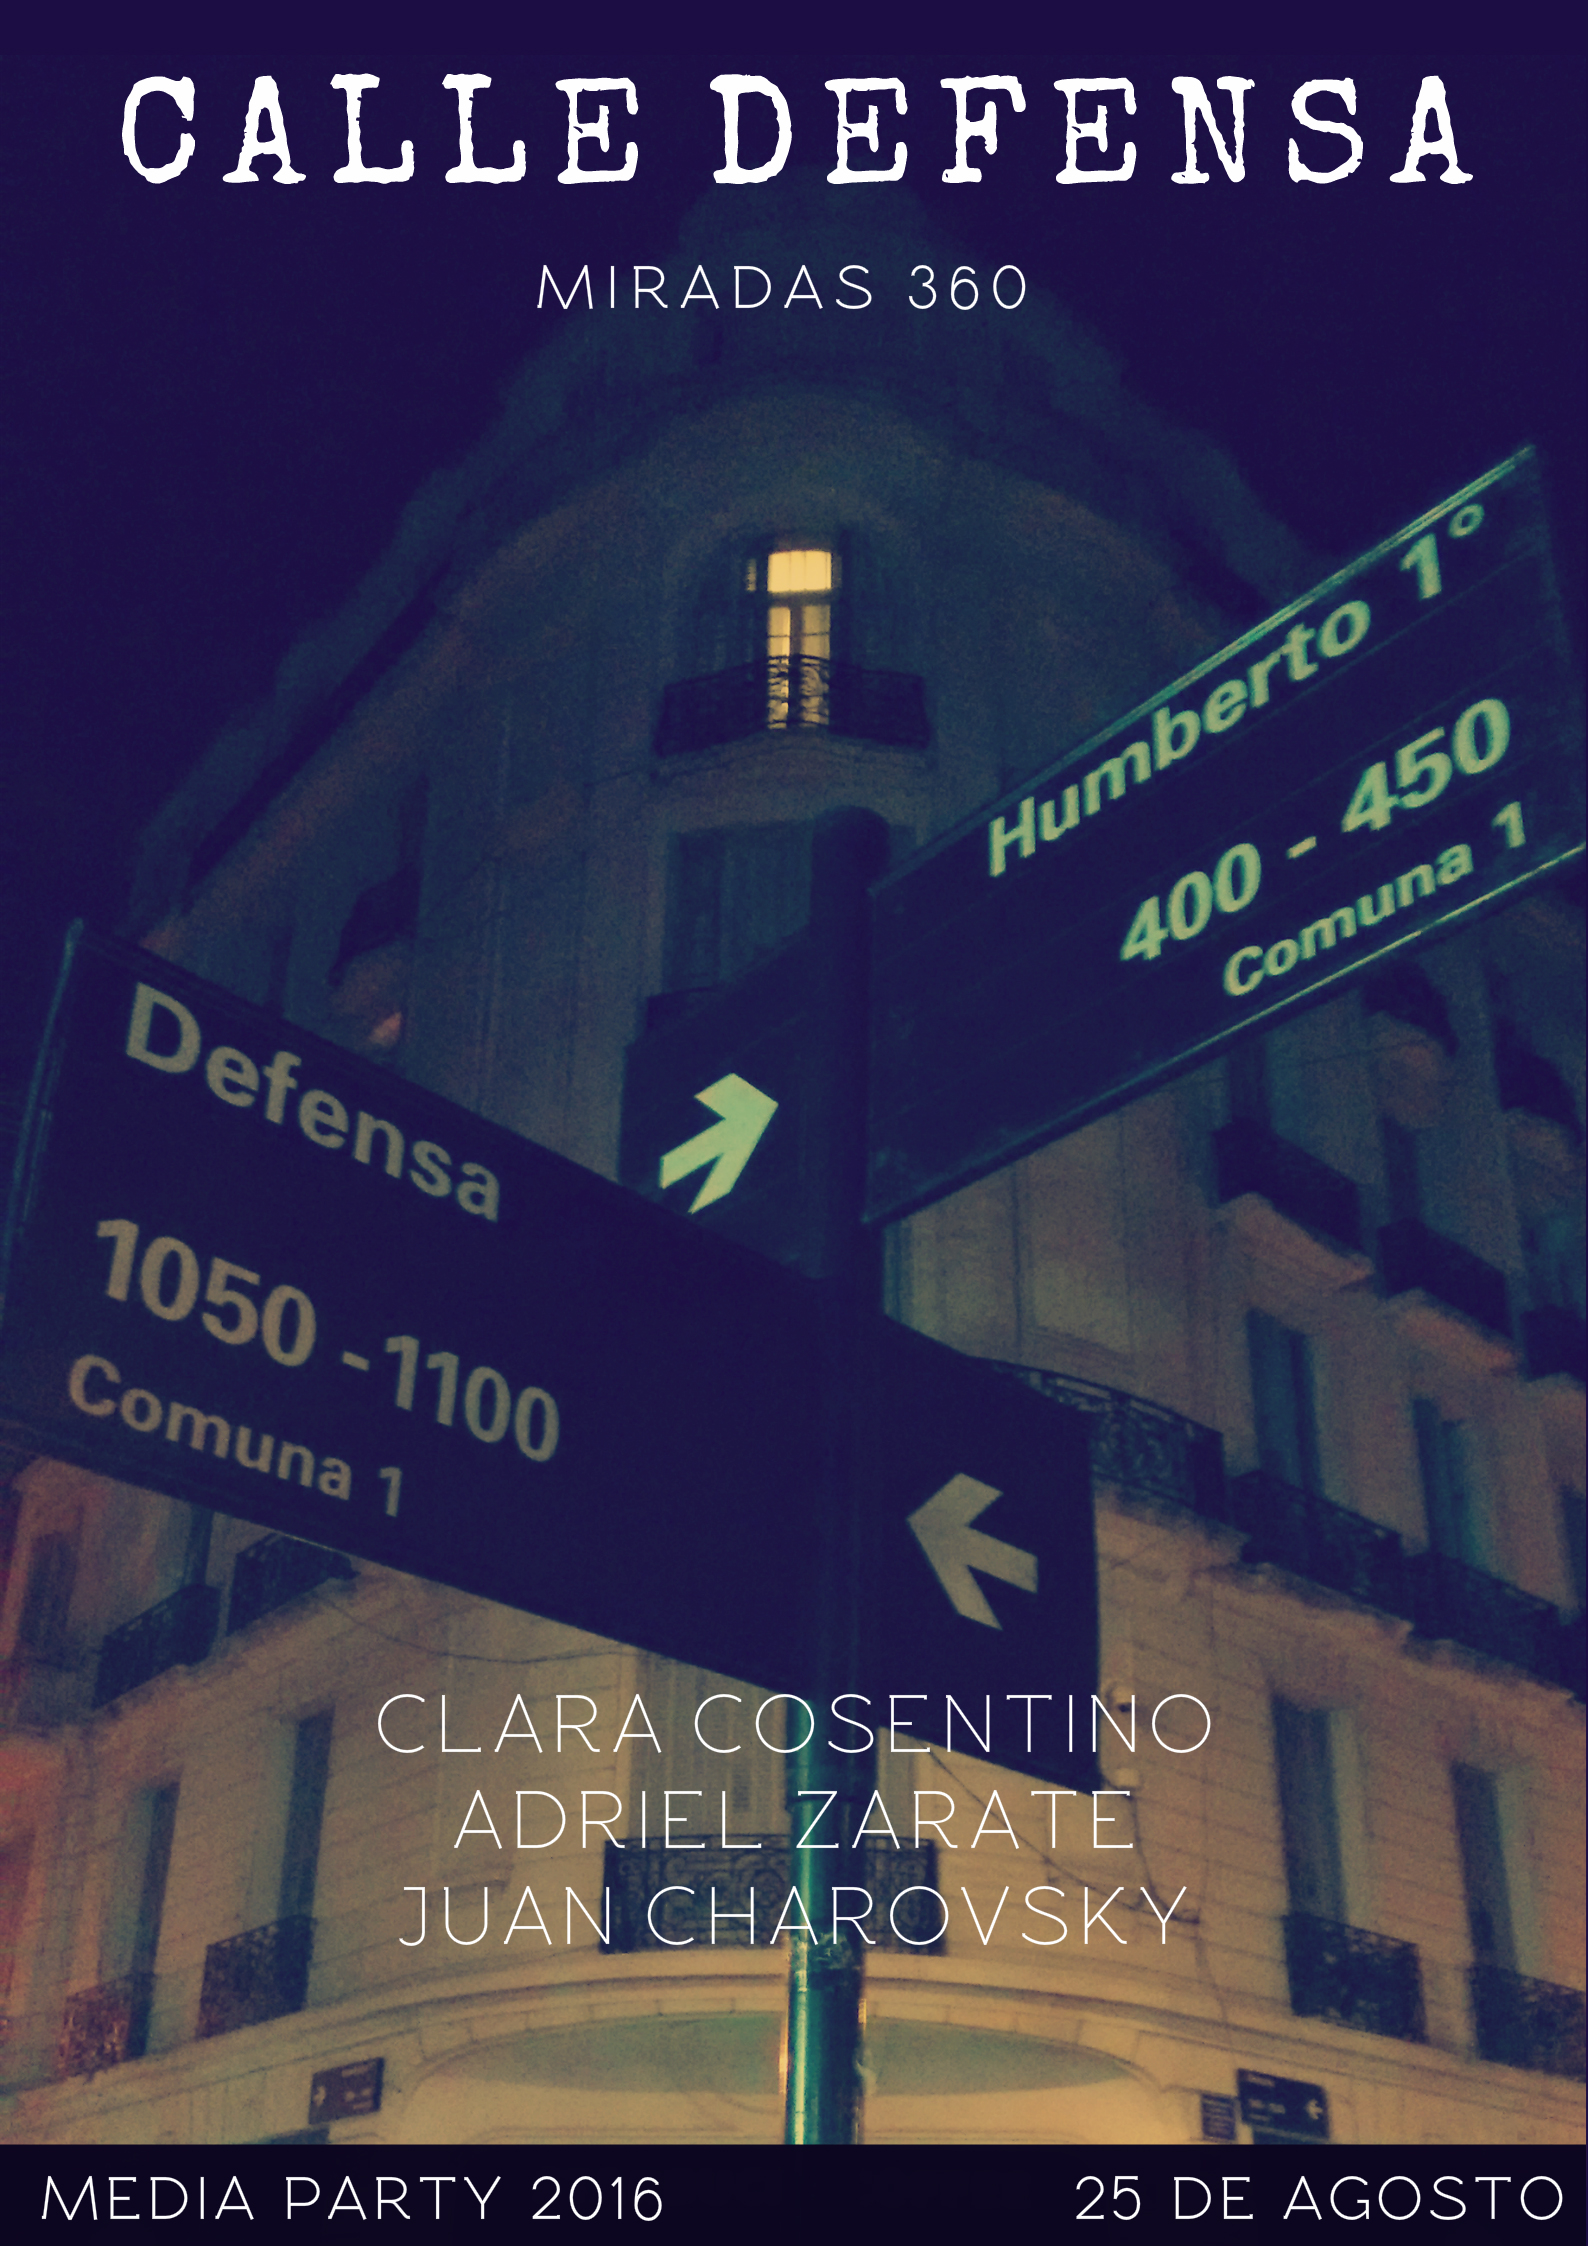 CALLE DEFENSA
MIRADAS 360
Humberto 1°
400 - 450
Comuna 1
Defensa
1050 - 1100
Comuna 1
CLARA COSENTINO
ADRIEL ZARATE
JUAN CHAROVSKY
MEDIA PARTY 2016
25 DE AGOSTO